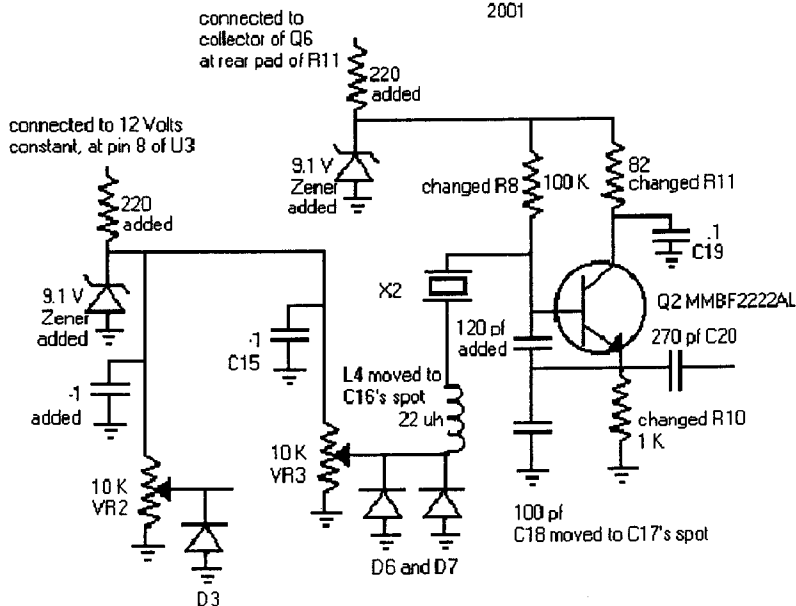 2001
connected to
collector of Q6
at rear pad of R11
220
added
connected to 12 Volts
constant, at pin 8 of U3
9.1 V
Zener
added
changed R8
100 K
82
changed R11
220
added
.1
C19
9.1 V
Zener
added
X2
Q2 MMBF2222AL
-1
C15
120 pf
added
270 pf C20
-1
added
L4 moved to
C16's spot
22 uh
changed R10
1 K
10 K
VR3
10 K
VR2
100 pf
C18 moved to C17's spot
D6 and D7
D3